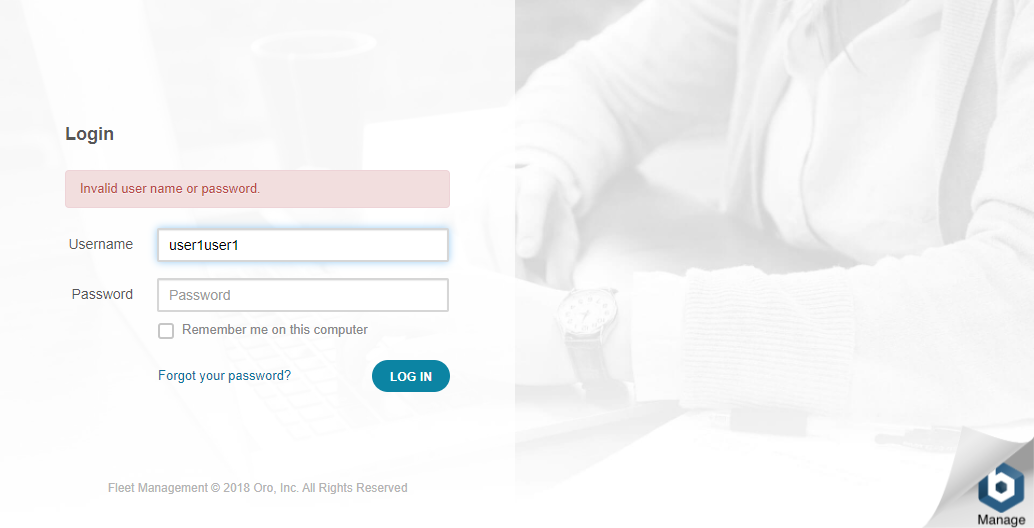 Login
Invalid user name or password.
Username
user1user1
Password
Password
Remember me on this computer
Forgot your password?
LOG IN
Fleet Management © 2018 Oro, Inc. All Rights Reserved
Manage